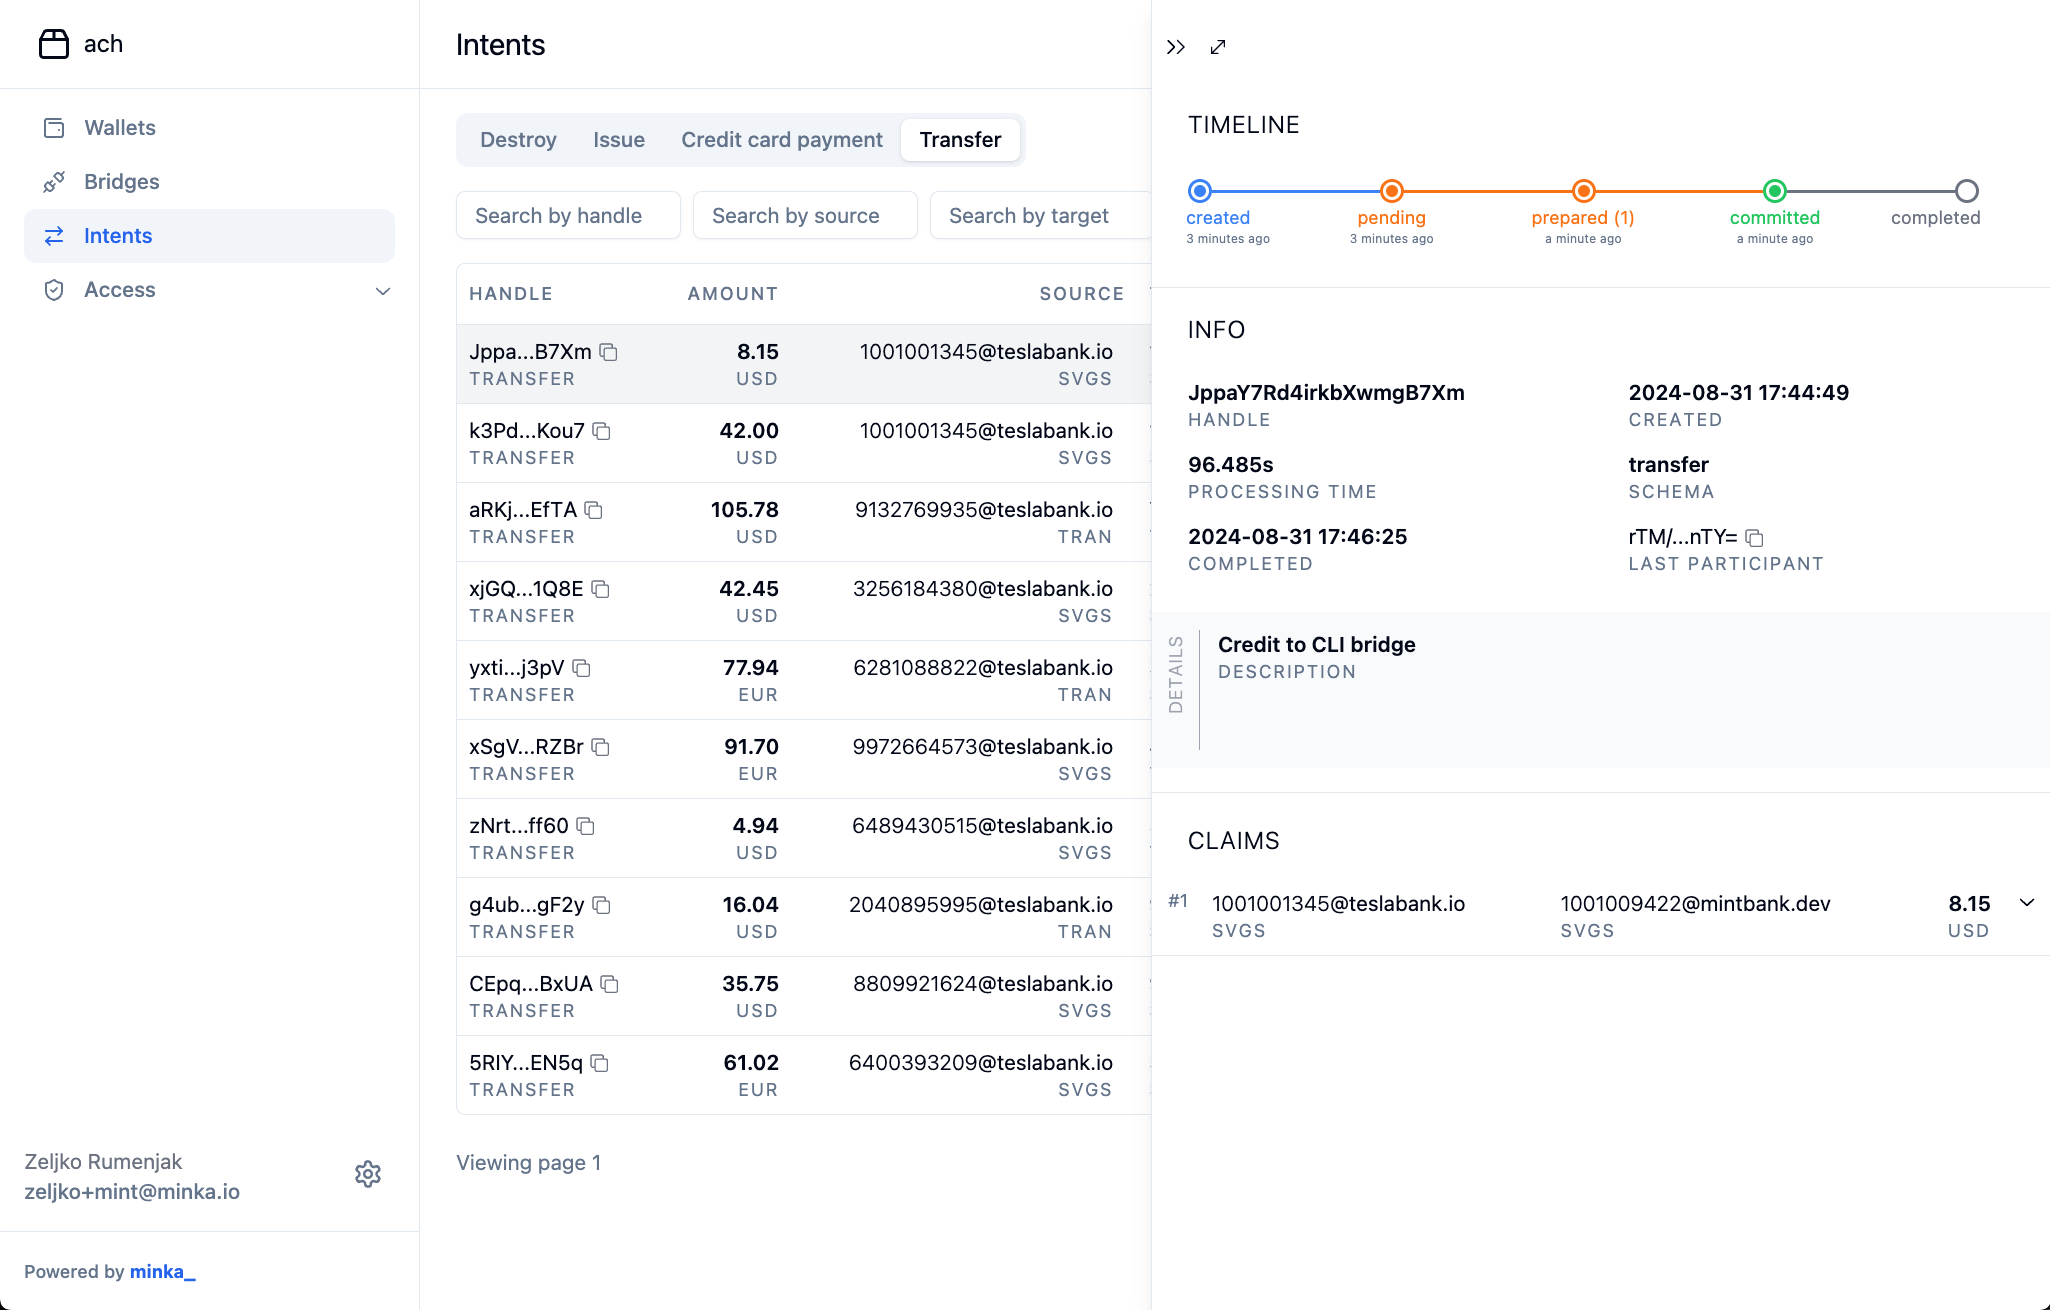 ach
Wallets
Bridges
Intents
Access
Zeljko Rumenjak
zeljko+mint@minka.io
Powered by minka_
Intents
Destroy Issue Credit card payment Transfer
Search by handle Search by source Search by target
HANDLE AMOUNT SOURCE
Jppa...B7Xm 8.15 1001001345@teslabank.io
TRANSFER USD SVGS
k3Pd...Kou7 42.00 1001001345@teslabank.io
TRANSFER USD SVGS
aRKj...EfTA 105.78 9132769935@teslabank.io
TRANSFER USD TRAN
xjGQ...1Q8E 42.45 3256184380@teslabank.io
TRANSFER USD SVGS
yxti...j3pV 77.94 6281088822@teslabank.io
TRANSFER EUR TRAN
xSgV...RZBr 91.70 9972664573@teslabank.io
TRANSFER EUR SVGS
zNrt...ff60 4.94 6489430515@teslabank.io
TRANSFER USD SVGS
g4ub...gF2y 16.04 2040895995@teslabank.io
TRANSFER USD TRAN
CEpq...BxUA 35.75 8809921624@teslabank.io
TRANSFER USD SVGS
5RIY...EN5q 61.02 6400393209@teslabank.io
TRANSFER EUR SVGS
Viewing page 1
TIMELINE
created pending prepared (1) committed completed
3 minutes ago 3 minutes ago a minute ago a minute ago
INFO
JppaY7Rd4irkbXwmgB7Xm 2024-08-31 17:44:49
HANDLE CREATED
96.485s transfer
PROCESSING TIME SCHEMA
2024-08-31 17:46:25 rTM/...nTY=
COMPLETED LAST PARTICIPANT
DETAILS
Credit to CLI bridge
DESCRIPTION
CLAIMS
#1 1001001345@teslabank.io 1001009422@mintbank.dev 8.15
SVGS SVGS USD